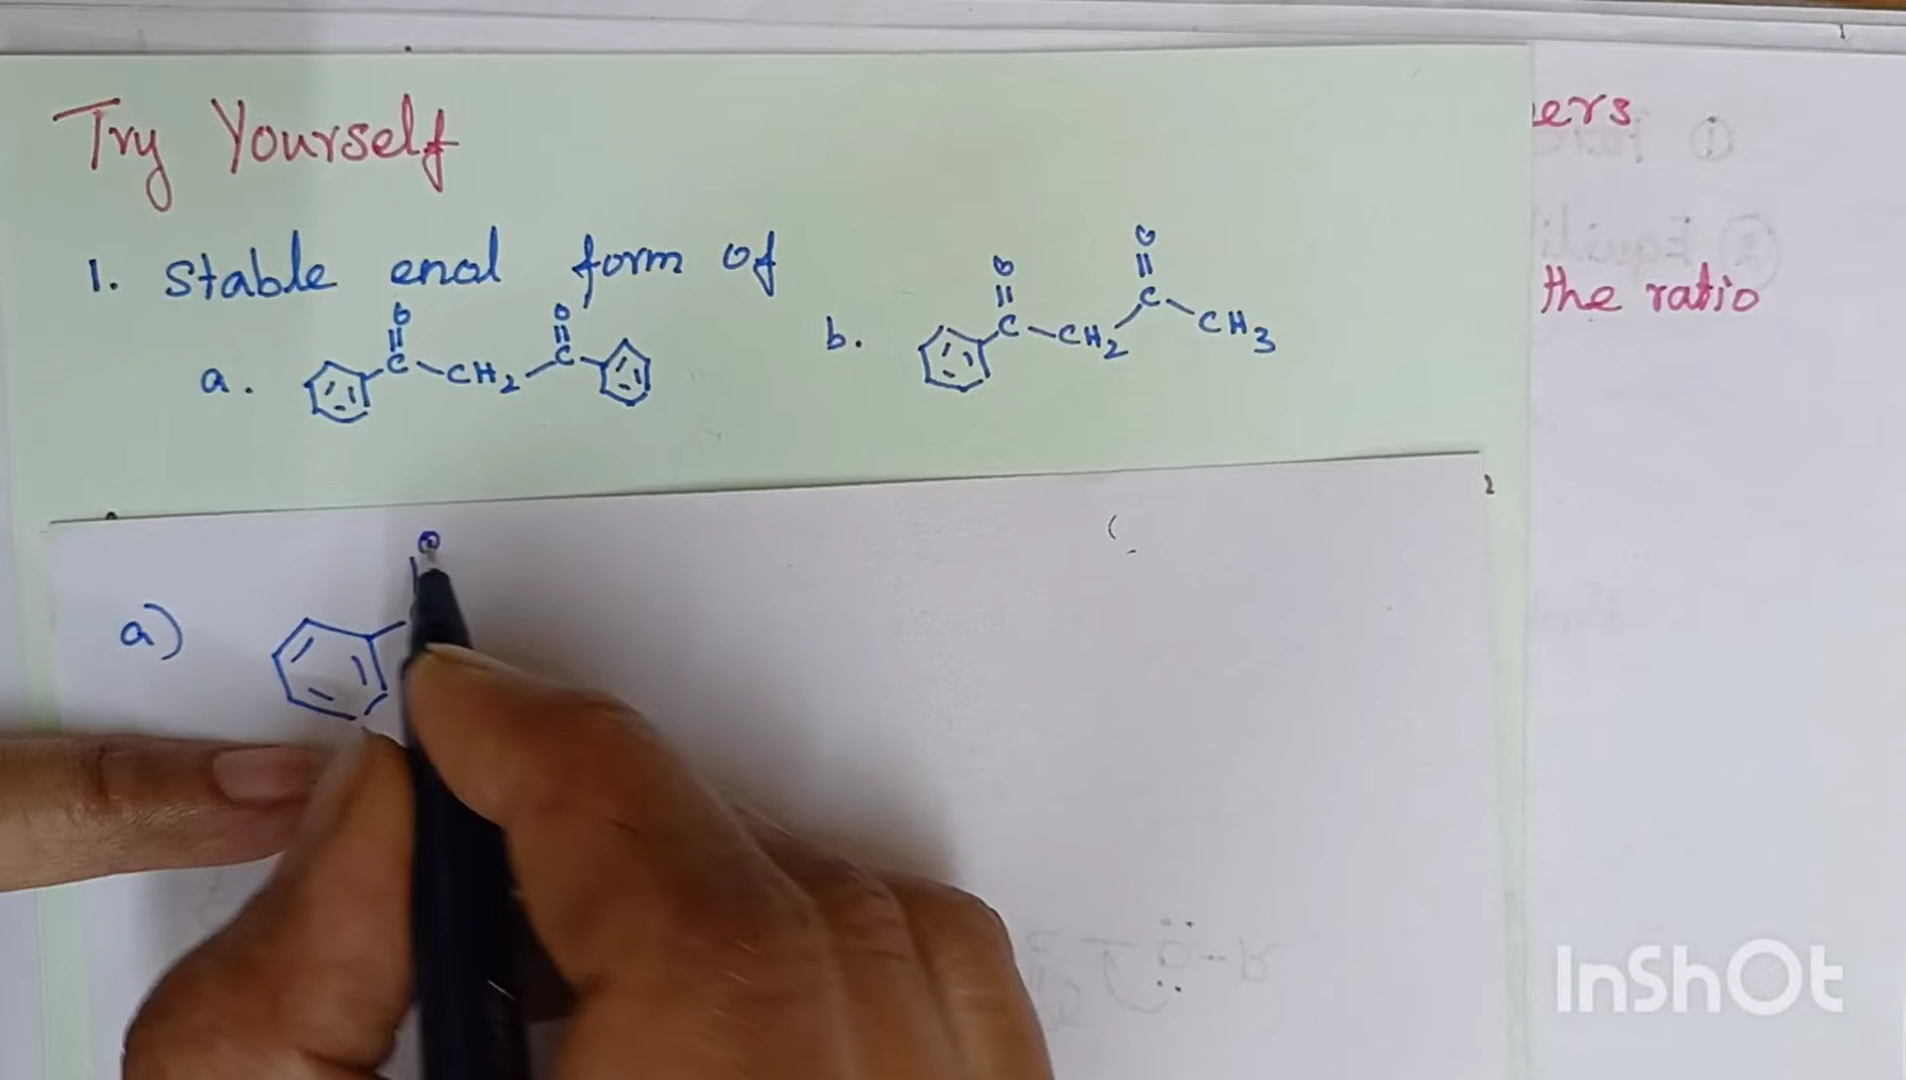 Try Yourself
1. Stable enol form of
a.
O O
C CH2 C
b.
O O
C CH2 C CH3
ers
the ratio
a)
O
InShOt